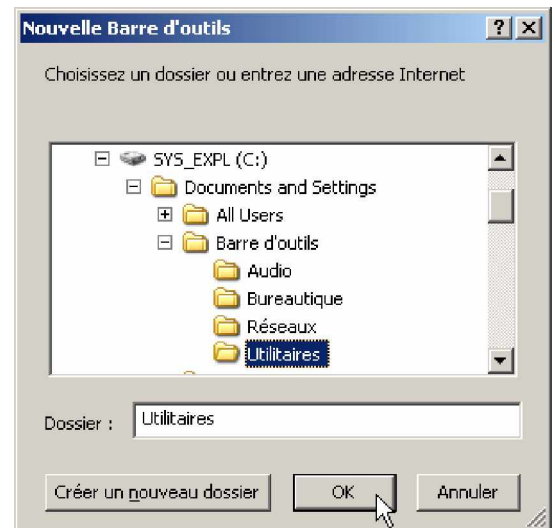 Nouvelle Barre d'outils
Choisissez un dossier ou entrez une adresse Internet
SYS_EXPL (C:)
Documents and Settings
All Users
Barre d'outils
Audio
Bureautique
Réseaux
Utilitaires
Dossier : Utilitaires
Créer un nouveau dossier OK Annuler